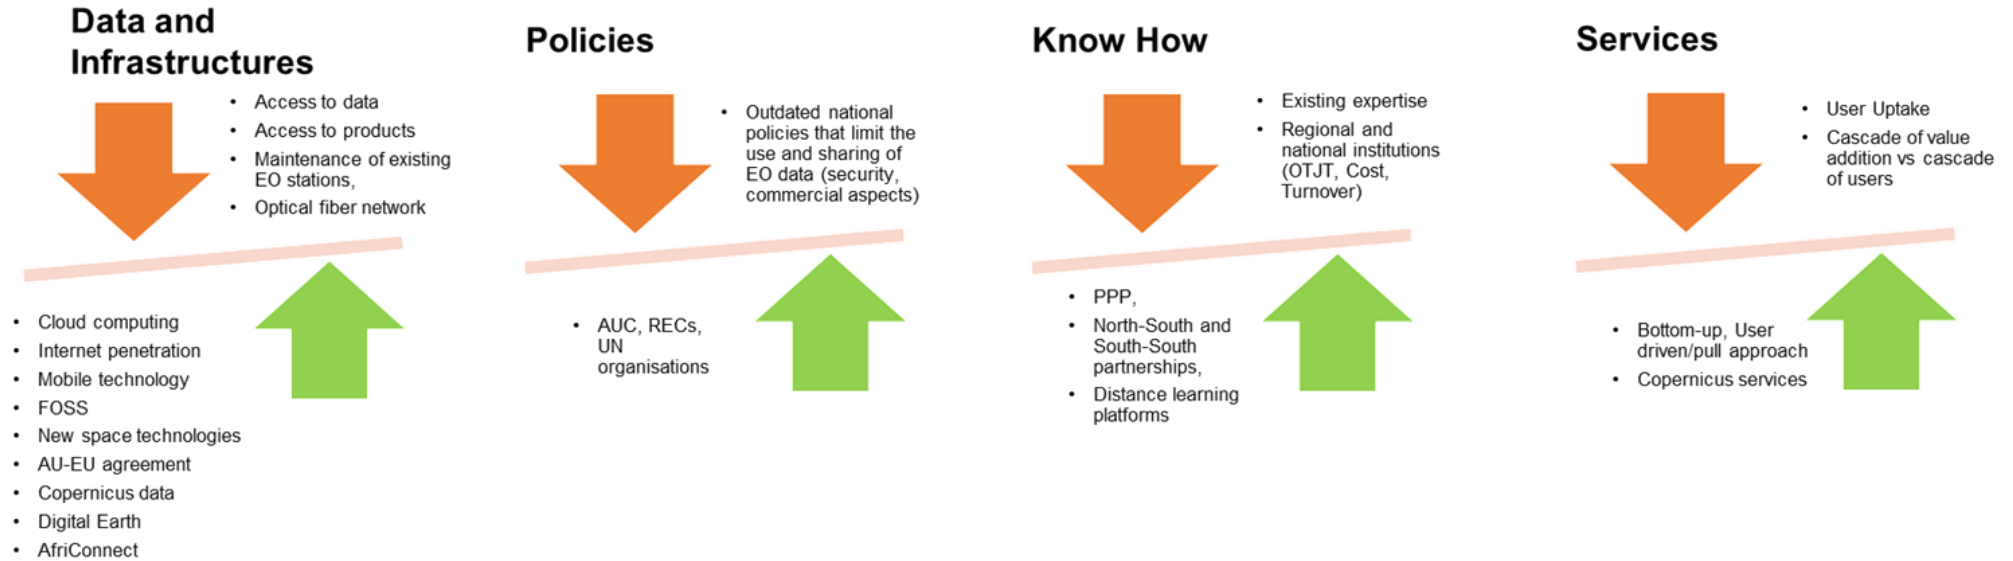 Data and
Infrastructures
• Access to data
• Access to products
• Maintenance of existing
EO stations,
• Optical fiber network
• Cloud computing
• Internet penetration
• Mobile technology
• FOSS
• New space technologies
• AU-EU agreement
• Copernicus data
• Digital Earth
• AfriConnect
Policies
• Outdated national
policies that limit the
use and sharing of
EO data (security,
commercial aspects)
• AUC, RECs,
UN
organisations
Know How
• Existing expertise
• Regional and
national institutions
(OTJT, Cost,
Turnover)
• PPP,
• North-South and
South-South
partnerships,
• Distance learning
platforms
Services
• User Uptake
• Cascade of value
addition vs cascade
of users
• Bottom-up, User
driven/pull approach
• Copernicus services